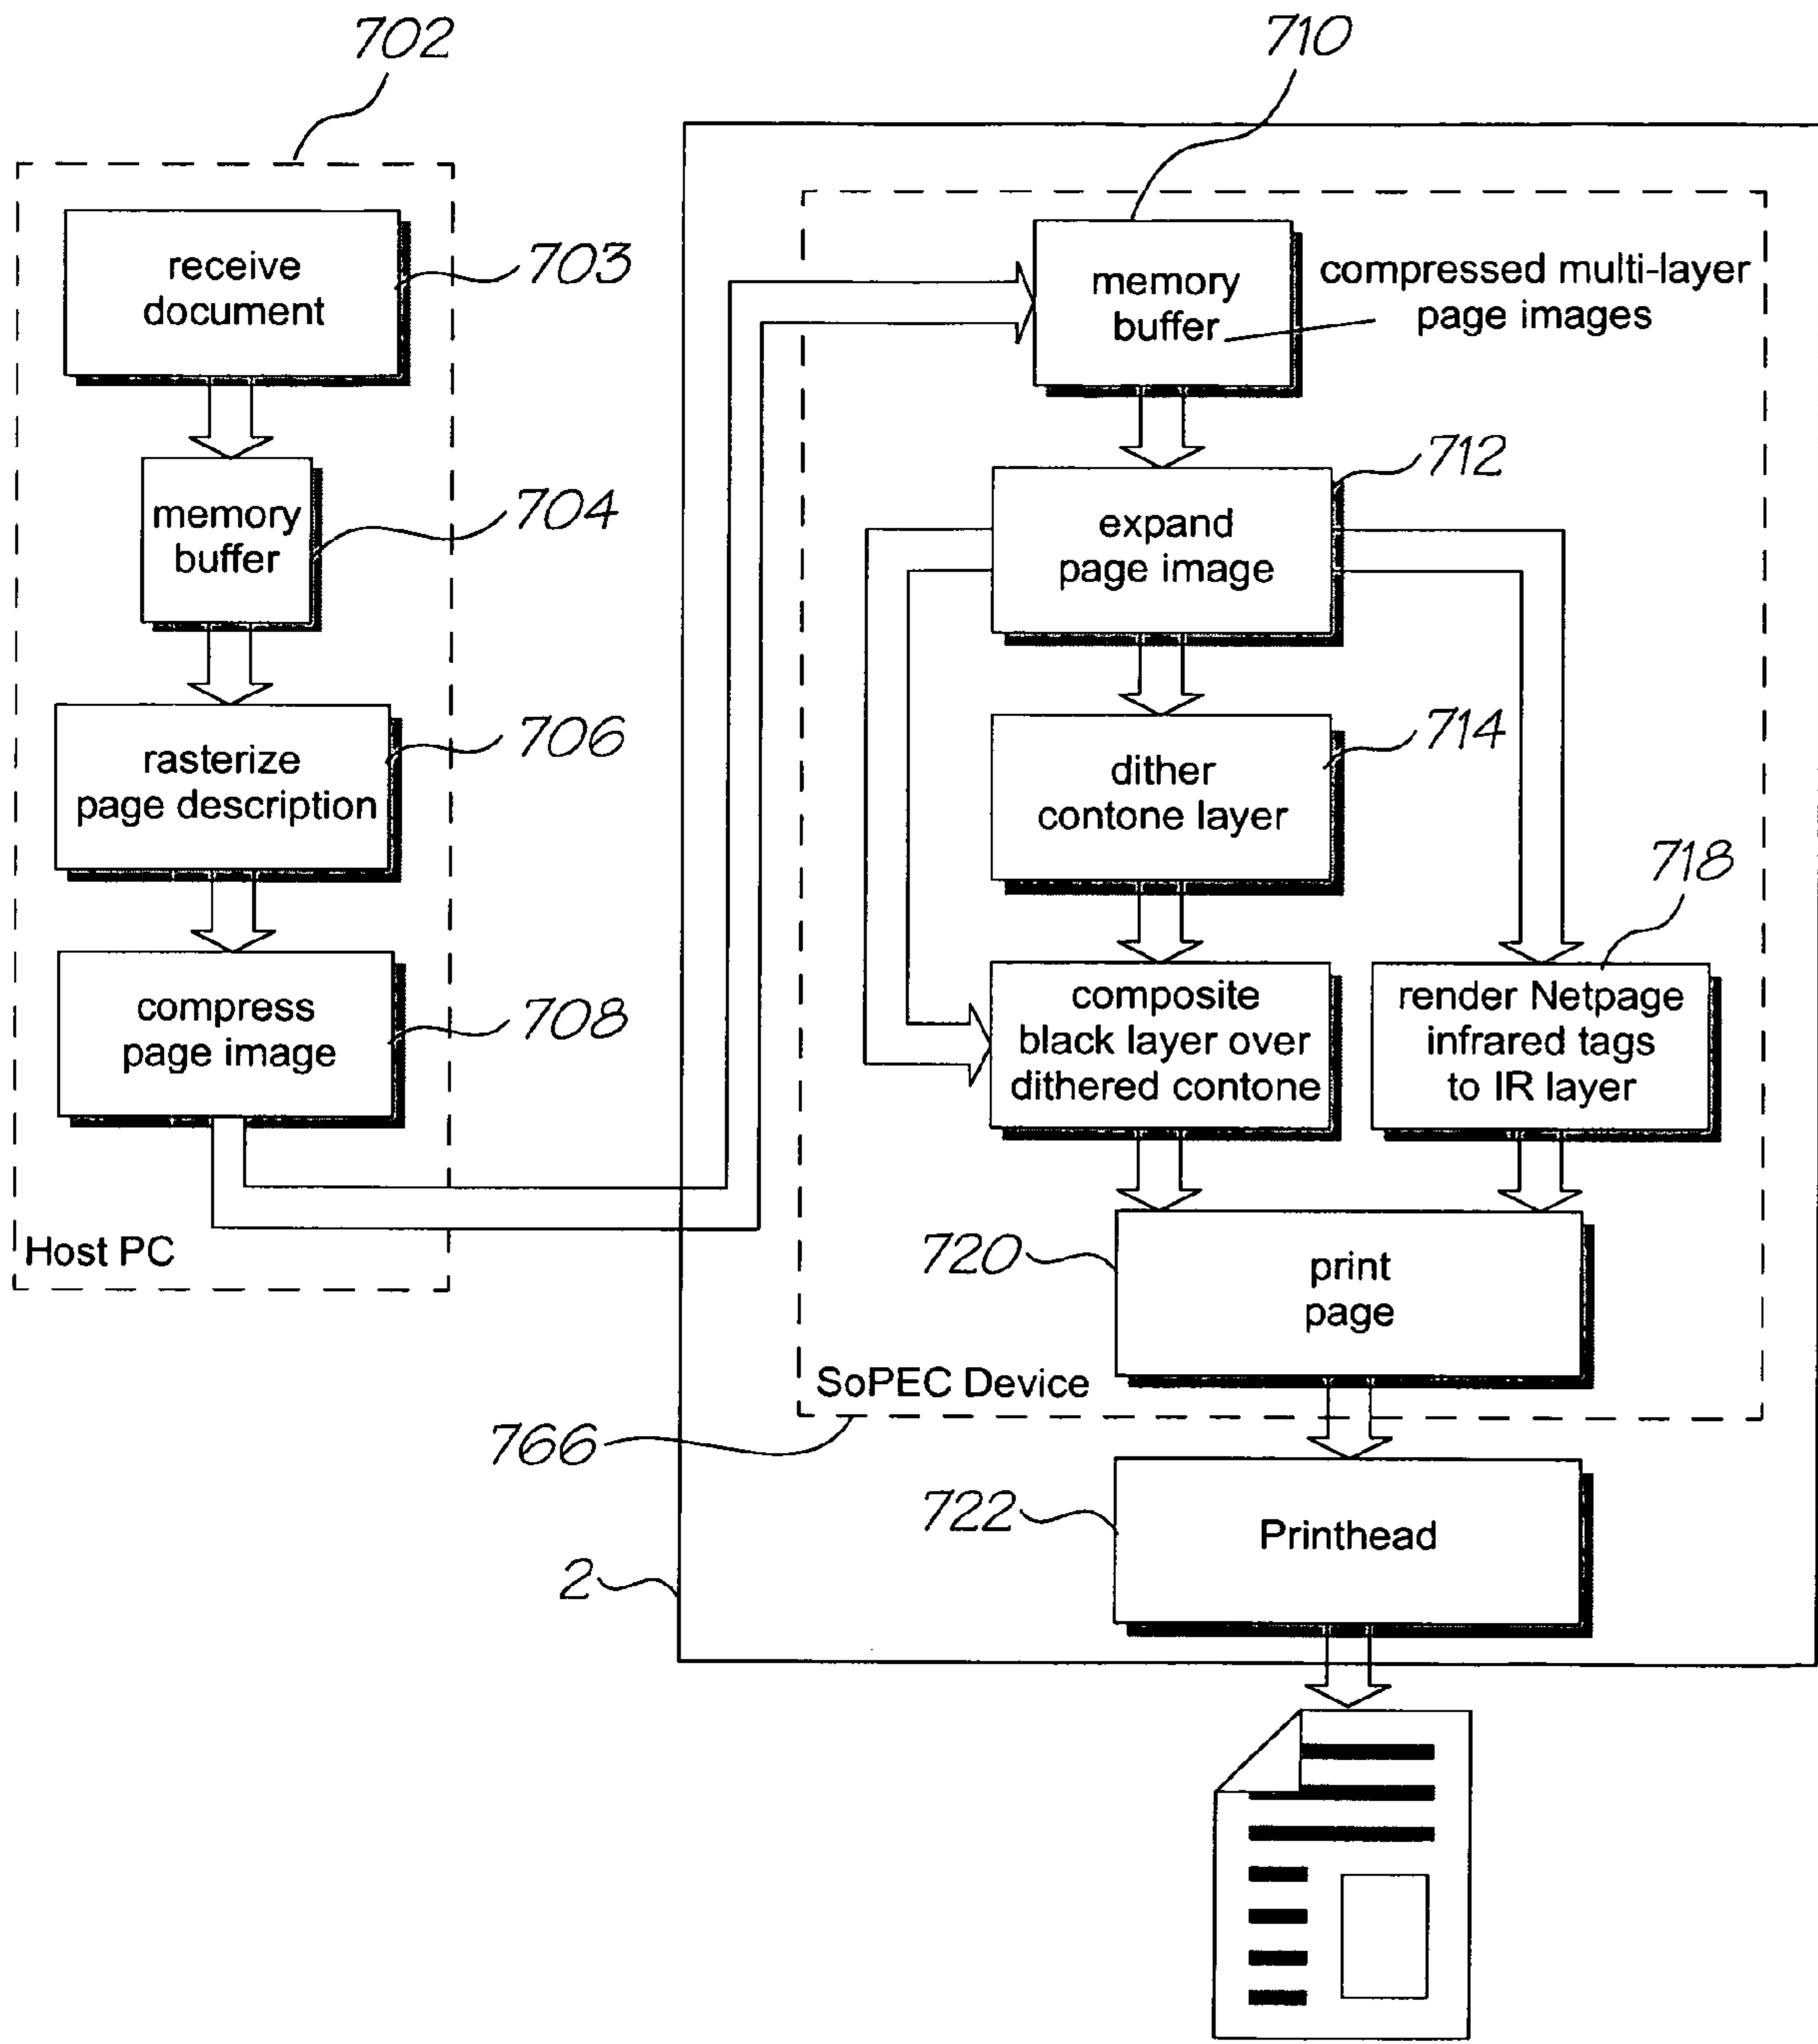 702
receive
document
703
memory
buffer
704
rasterize
page description
706
compress
page image
708
Host PC
710
memory
buffer
compressed multi-layer
page images
expand
page image
712
dither
contone layer
714
composite
black layer over
dithered contone
718
render Netpage
infrared tags
to IR layer
720
print
page
SoPEC Device
766
722
Printhead
2